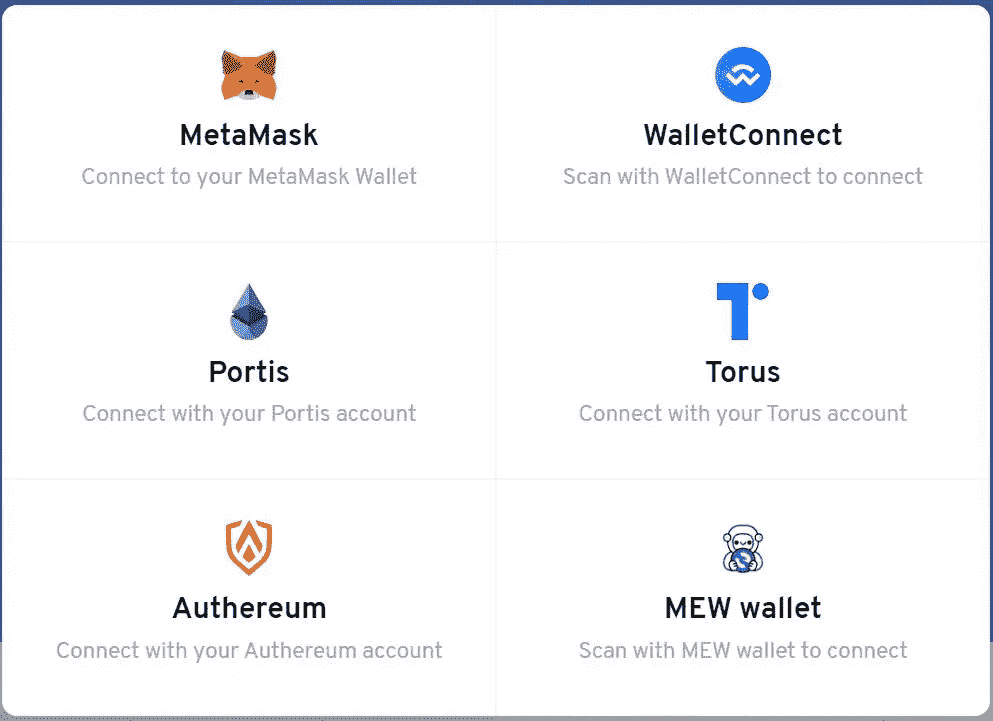 MetaMask
Connect to your MetaMask Wallet
WalletConnect
Scan with WalletConnect to connect
Portis
Connect with your Portis account
Torus
Connect with your Torus account
Authereum
Connect with your Authereum account
MEW wallet
Scan with MEW wallet to connect